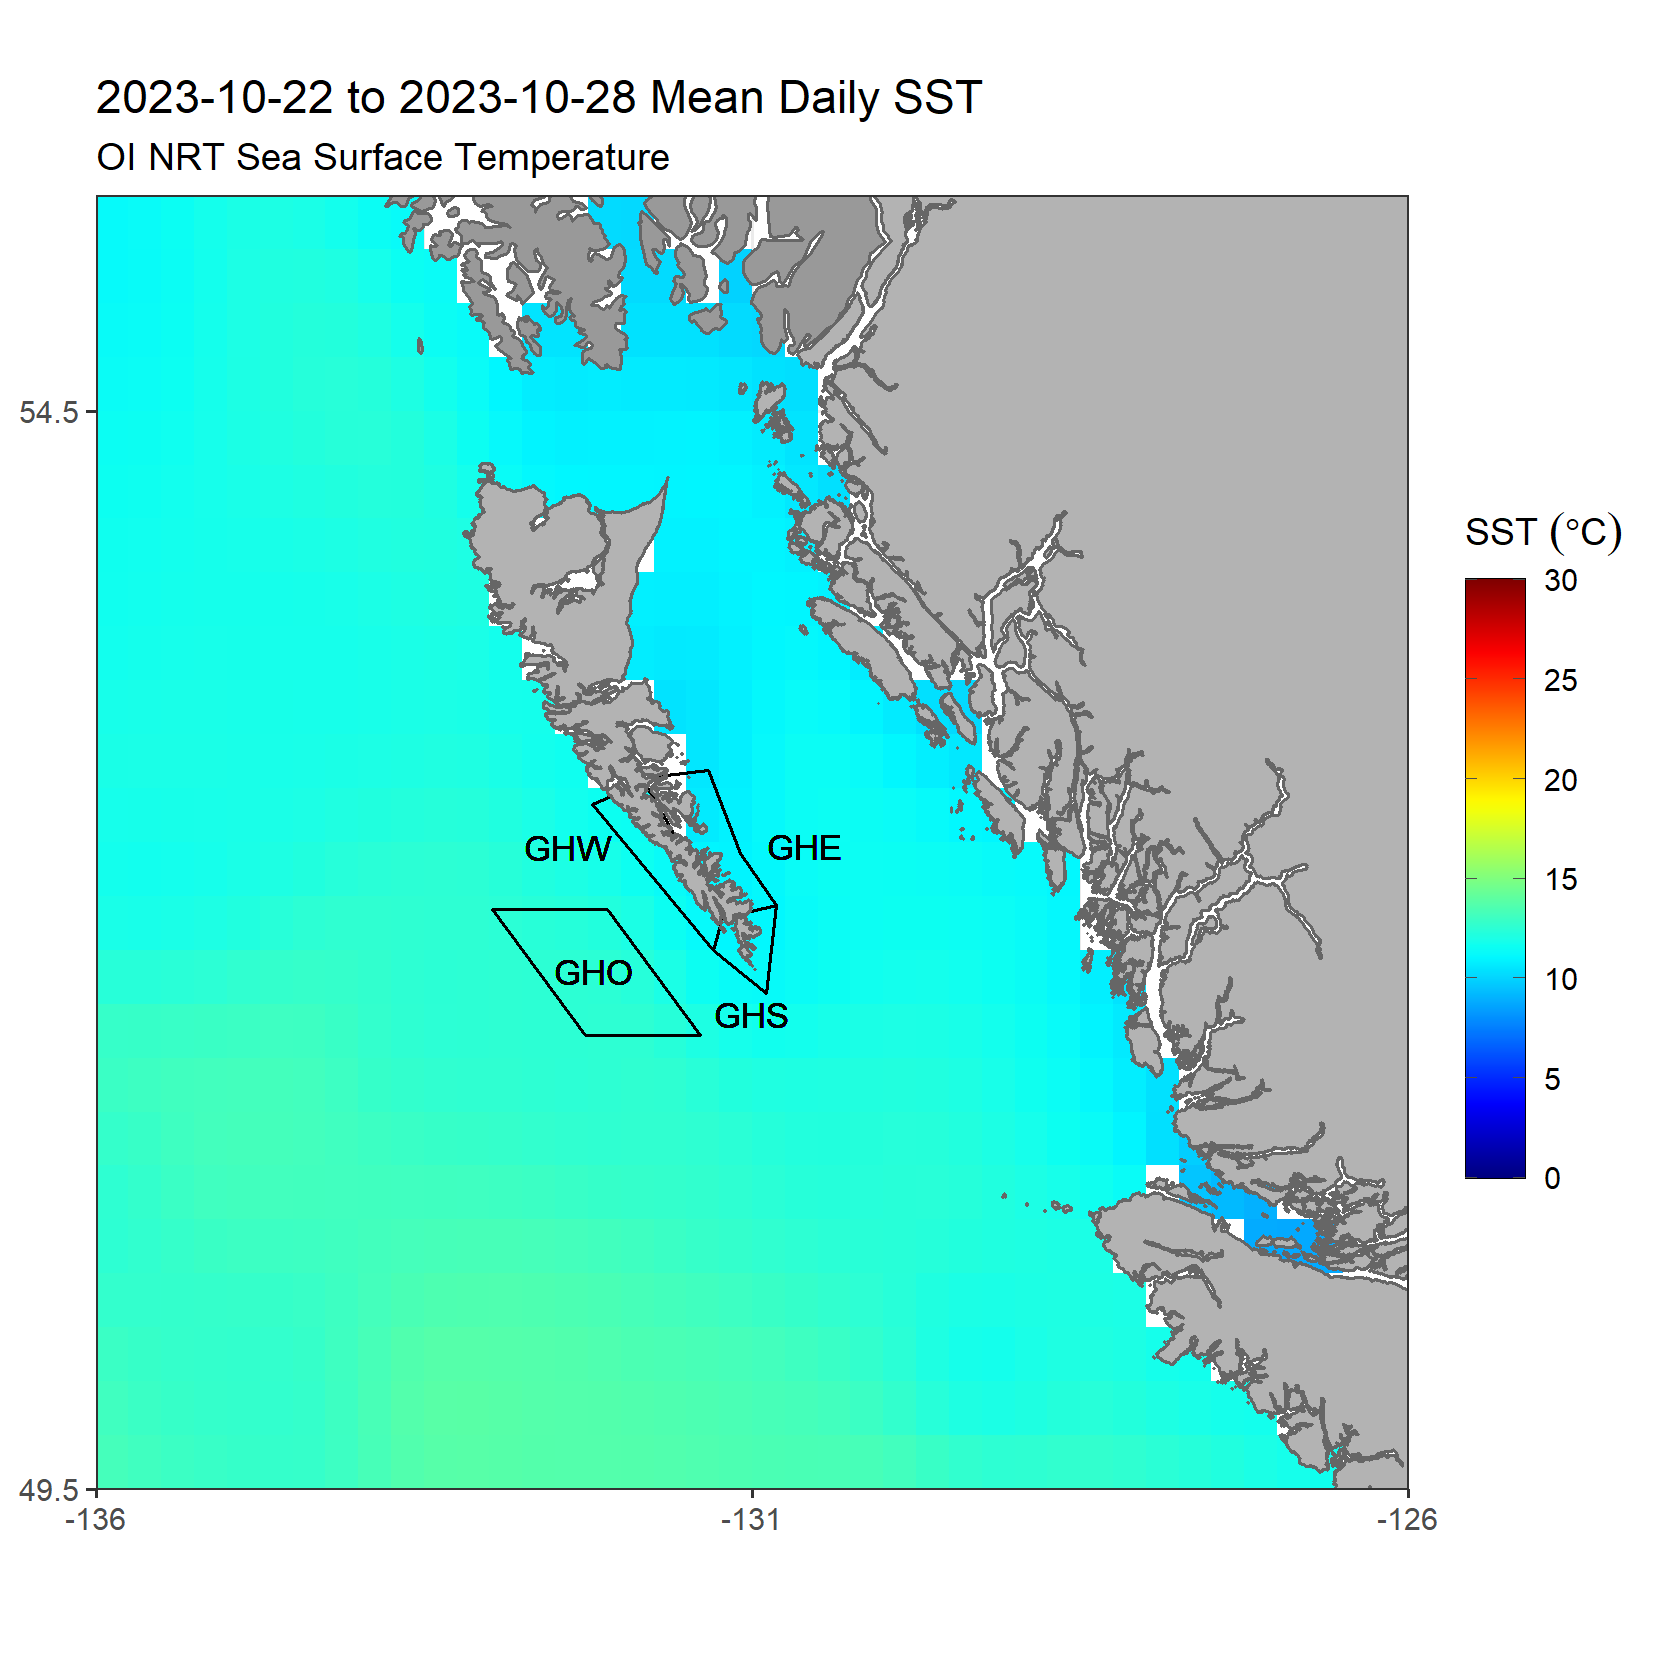 2023-10-22 to 2023-10-28 Mean Daily SST
OI NRT Sea Surface Temperature
54.5
49.5
-136
-131
-126
GHW
GHE
GHO
GHS
SST (°C)
30
25
20
15
10
5
0